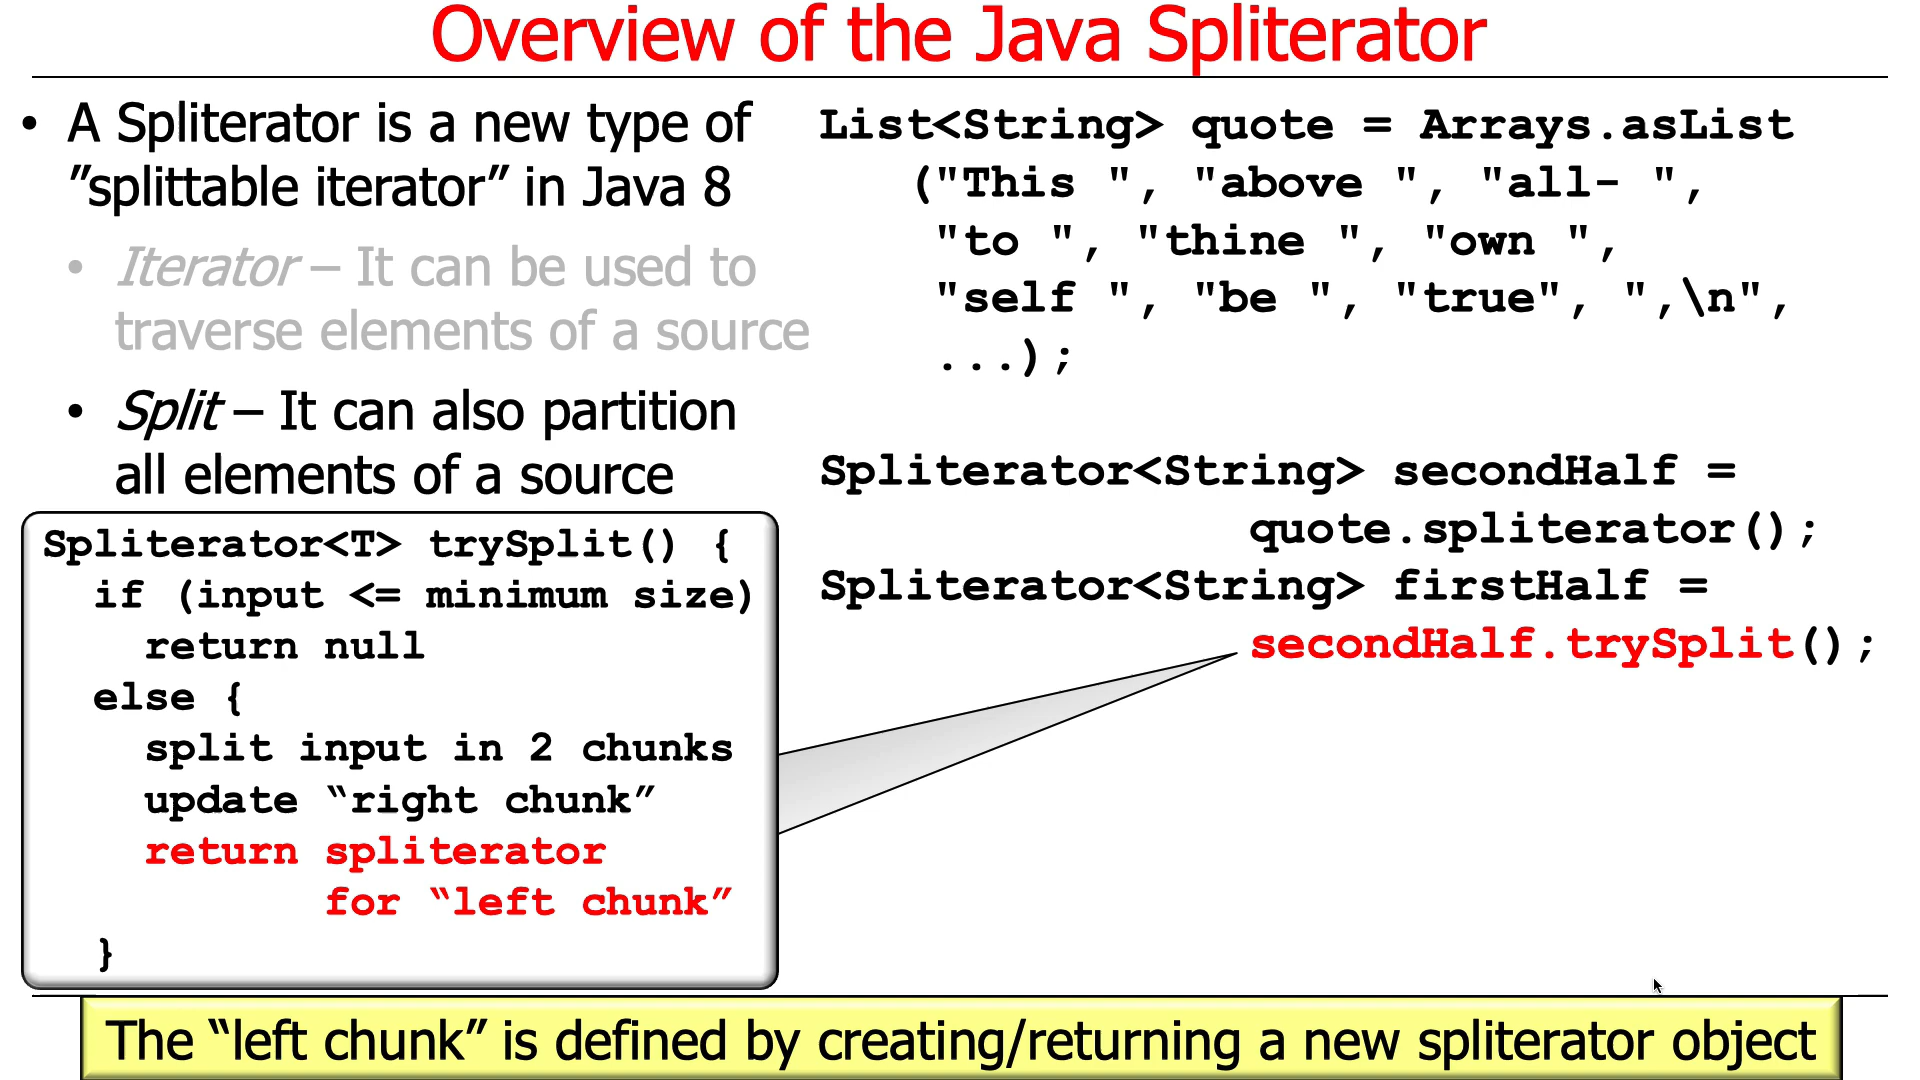 Overview of the Java Spliterator
• A Spliterator is a new type of
”splittable iterator” in Java 8
• Iterator – It can be used to
traverse elements of a source
• Split – It can also partition
all elements of a source
Spliterator<T> trySplit() {
if (input <= minimum size)
return null
else {
split input in 2 chunks
update “right chunk”
return spliterator
for “left chunk”
}
List<String> quote = Arrays.asList
("This ", "above ", "all- ",
"to ", "thine ", "own ",
"self ", "be ", "true", ",\n",
...);
Spliterator<String> secondHalf =
quote.spliterator();
Spliterator<String> firstHalf =
secondHalf.trySplit();
The “left chunk” is defined by creating/returning a new spliterator object